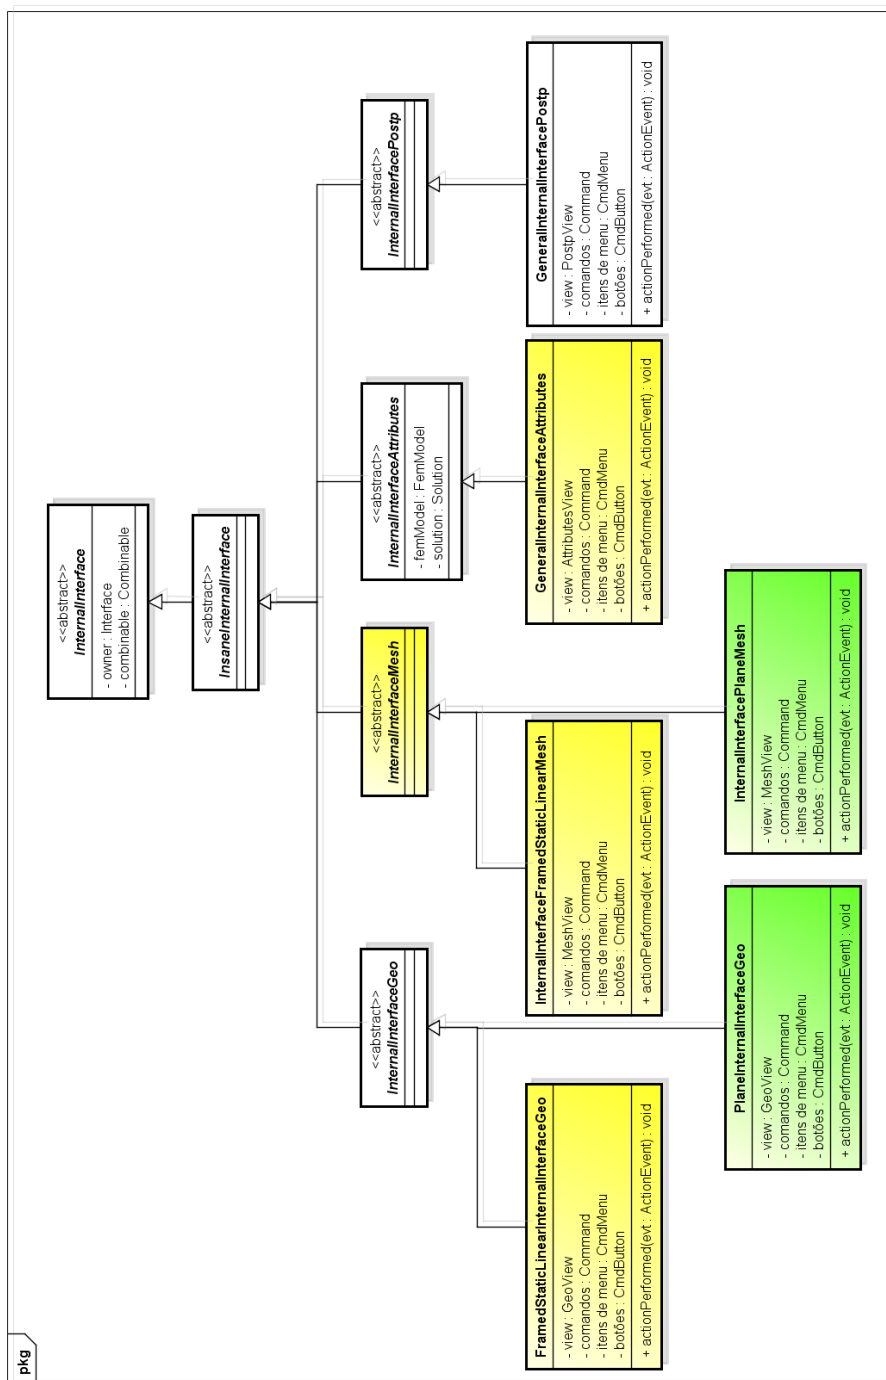 pkg
<<abstract>>
InternalInterface
- owner : Interface
- combinable : Combinable
<<abstract>>
InsaneInternalInterface
<<abstract>>
InternalInterfaceGeo
<<abstract>>
InternalInterfaceMesh
<<abstract>>
InternalInterfaceAttributes
- femModel : FemModel
- solution : Solution
<<abstract>>
InternalInterfacePostp
FramedStaticLinearInternalInterfaceGeo
- view : GeoView
- comandos : Command
- itens de menu : CmdMenu
- botões : CmdButton
+ actionPerformed(evt : ActionEvent) : void
InternalInterfaceFramedStaticLinearMesh
- view : MeshView
- comandos : Command
- itens de menu : CmdMenu
- botões : CmdButton
+ actionPerformed(evt : ActionEvent) : void
GeneralInternalInterfaceAttributes
- view : AttributesView
- comandos : Command
- itens de menu : CmdMenu
- botões : CmdButton
+ actionPerformed(evt : ActionEvent) : void
GeneralInternalInterfacePostp
- view : PostpView
- comandos : Command
- itens de menu : CmdMenu
- botões : CmdButton
+ actionPerformed(evt : ActionEvent) : void
PlaneInternalInterfaceGeo
- view : GeoView
- comandos : Command
- itens de menu : CmdMenu
- botões : CmdButton
+ actionPerformed(evt : ActionEvent) : void
InternalInterfacePlaneMesh
- view : MeshView
- comandos : Command
- itens de menu : CmdMenu
- botões : CmdButton
+ actionPerformed(evt : ActionEvent) : void